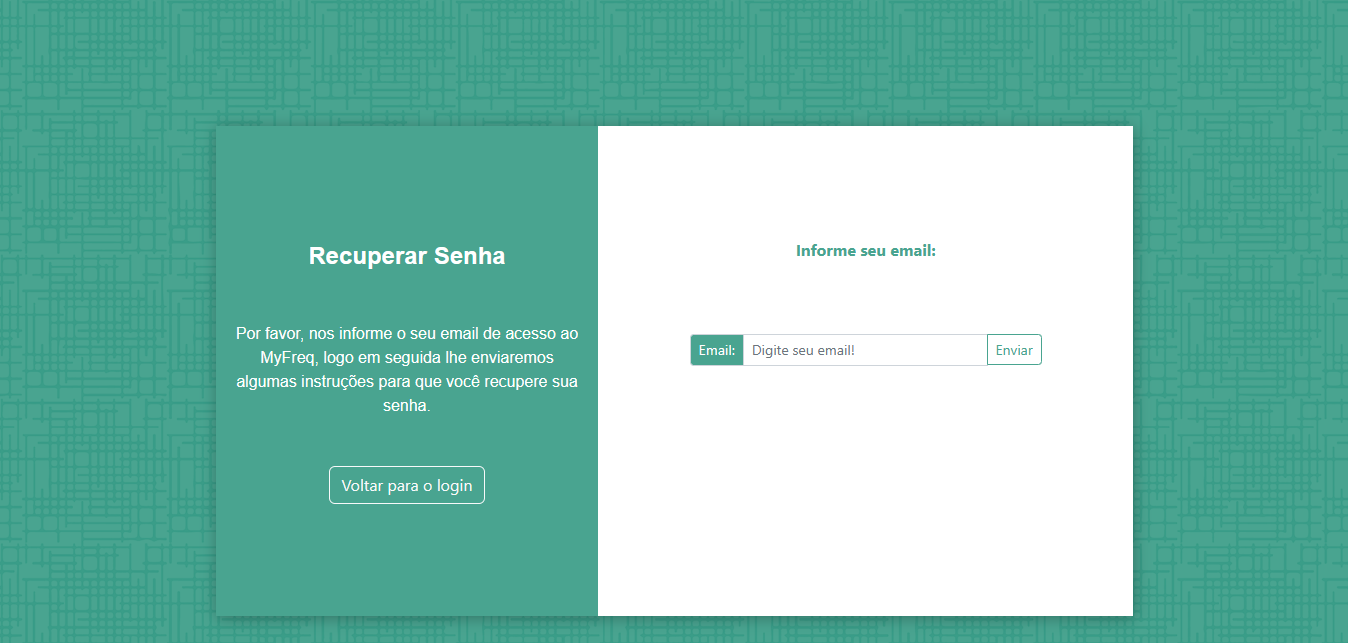 Recuperar Senha
Por favor, nos informe o seu email de acesso ao
MyFreq, logo em seguida lhe enviaremos
algumas instruções para que você recupere sua
senha.
Voltar para o login
Informe seu email:
Email: Digite seu email! Enviar